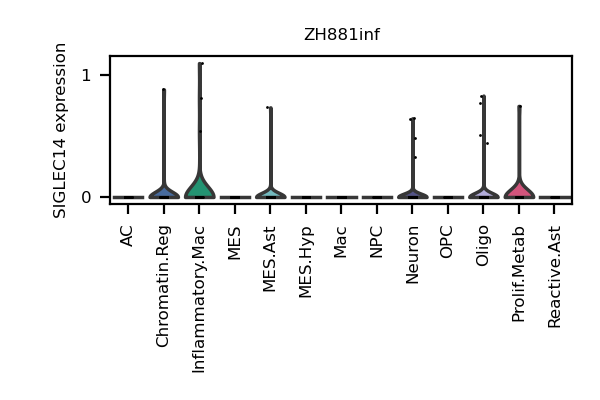 ZH881inf
SIGLEC14 expression
1
0
AC
Chromatin.Reg
Inflammatory.Mac
MES
MES.Ast
MES.Hyp
Mac
NPC
Neuron
OPC
Oligo
Prolif.Metab
Reactive.Ast